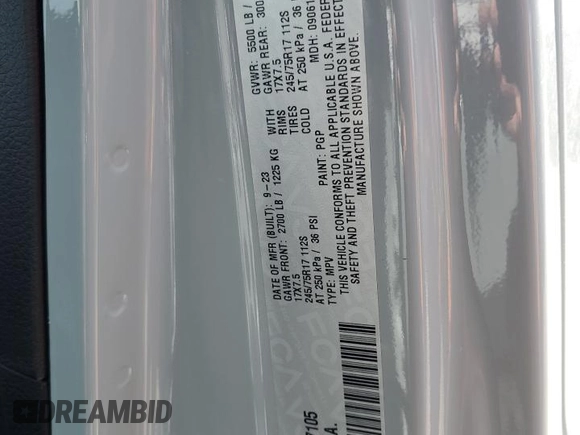 GVWR: 5500 LB /
DATE OF MFR (BUILT): 9-23
GAWR FRONT: 2700 LB / 1225 KG WITH GAWR REAR: 300
17X7.5 RIMS 17X7.5
245/75R17 112S TIRES 245/75R17 112S
AT 250 kPa / 36 PSI COLD AT 250 kPa / 36
TYPE: MPV PAINT: PGP MDH: 09061
THIS VEHICLE CONFORMS TO ALL APPLICABLE U.S.A. FEDER
SAFETY AND THEFT PREVENTION STANDARDS IN EFFECT
MANUFACTURE SHOWN ABOVE.
7105
A.
DREAMBID